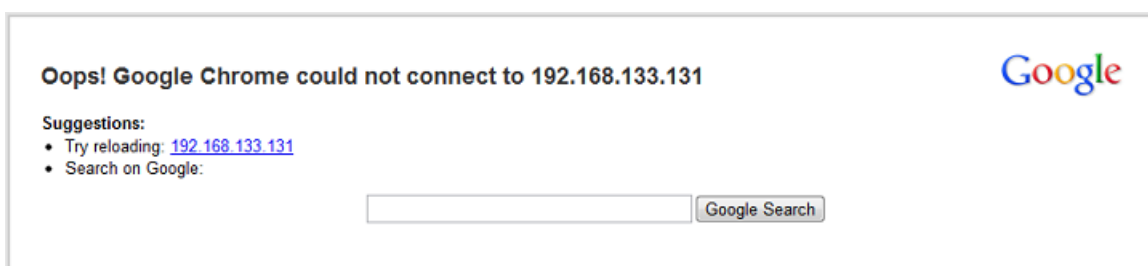 Oops! Google Chrome could not connect to 192.168.133.131
Google
Suggestions:
• Try reloading: 192.168.133.131
• Search on Google:
Google Search